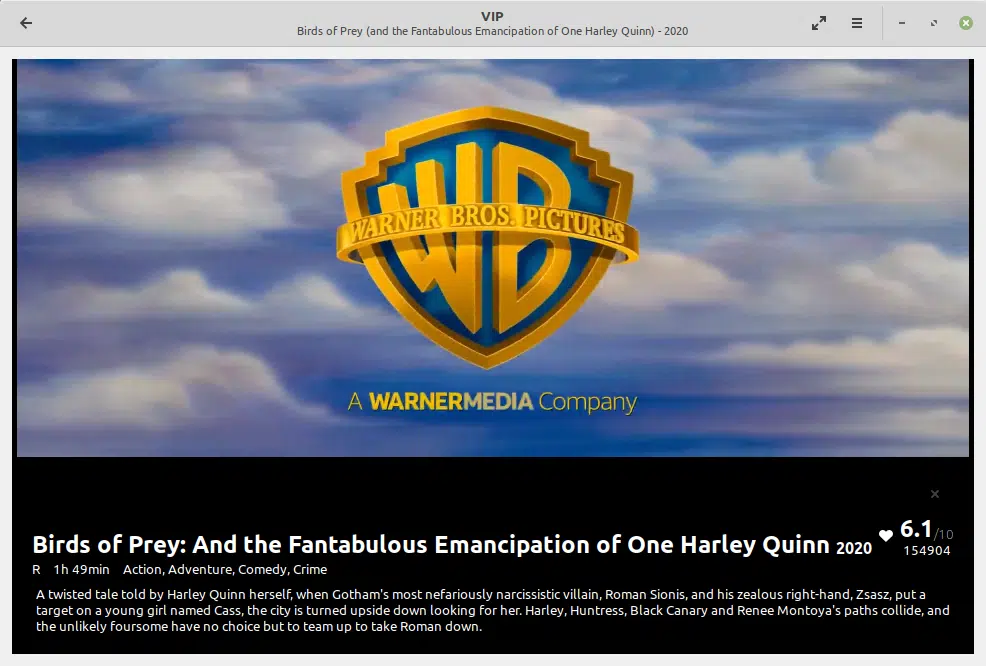 VIP
Birds of Prey (and the Fantabulous Emancipation of One Harley Quinn) - 2020
WB
WARNER BROS. PICTURES
A WARNERMEDIA Company
Birds of Prey: And the Fantabulous Emancipation of One Harley Quinn 2020
6.1/10
154904
R 1h 49min Action, Adventure, Comedy, Crime
A twisted tale told by Harley Quinn herself, when Gotham's most nefariously narcissistic villain, Roman Sionis, and his zealous right-hand, Zsasz, put a
target on a young girl named Cass, the city is turned upside down looking for her. Harley, Huntress, Black Canary and Renee Montoya's paths collide, and
the unlikely foursome have no choice but to team up to take Roman down.